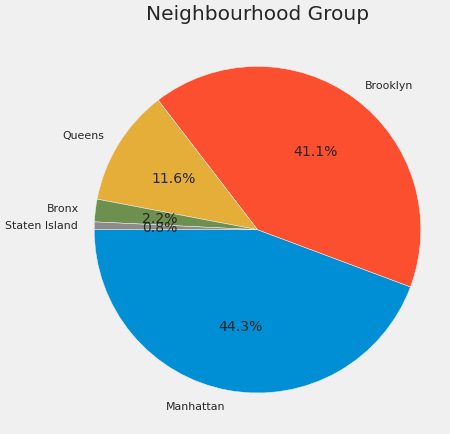 Neighbourhood Group
Brooklyn
41.1%
Queens
11.6%
Bronx
2.2%
Staten Island
0.8%
44.3%
Manhattan